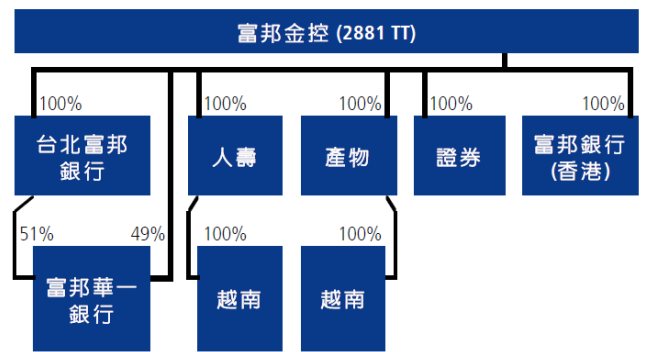 富邦金控 (2881 TT)
100%
100%
100%
100%
100%
台北富邦
銀行
人壽
產物
證券
富邦銀行
(香港)
51%
49%
100%
100%
富邦華一
銀行
越南
越南